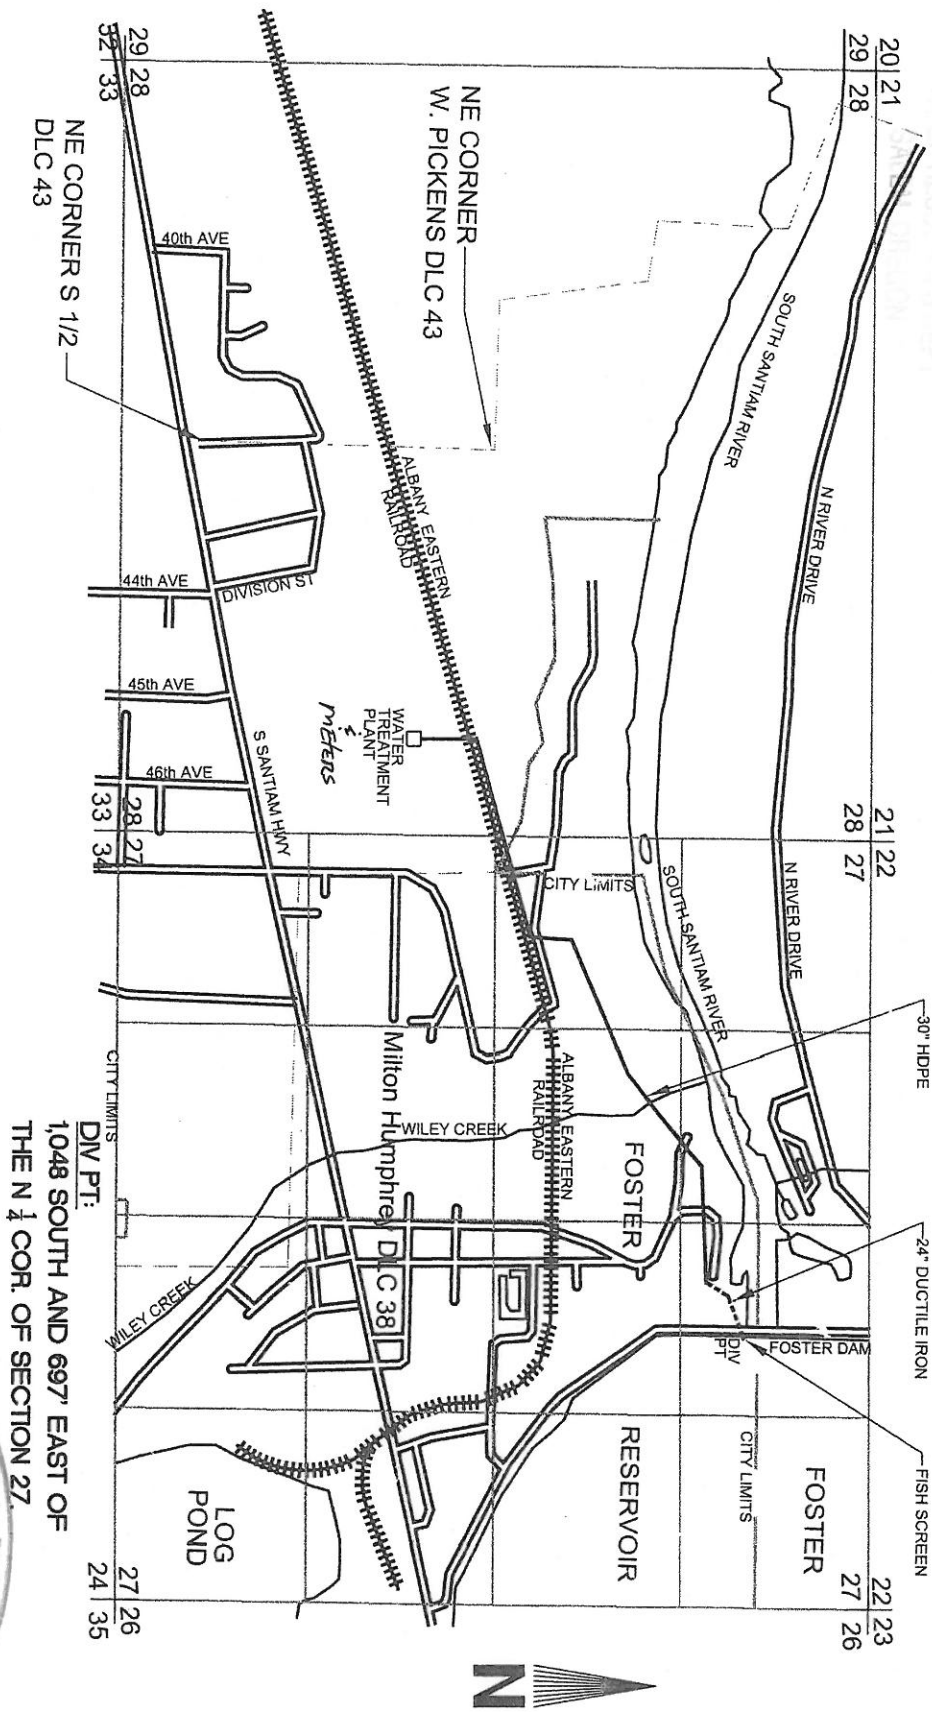 20 | 21
29 | 28
21 | 22
28 | 27
22 | 23
27 | 26
30" HDPE
24" DUCTILE IRON
FISH SCREEN
N RIVER DRIVE
N RIVER DRIVE
SOUTH SANTIAM RIVER
SOUTH SANTIAM RIVER
CITY LIMITS
FOSTER DAM
DIV
PT
FOSTER
RESERVOIR
CITY LIMITS
FOSTER
NE CORNER
W. PICKENS DLC 43
ALBANY EASTERN
RAILROAD
ALBANY EASTERN
RAILROAD
WATER
TREATMENT
PLANT
&
METERS
WILEY CREEK
Milton Humphrey DLC 38
40th AVE
DIVISION ST
44th AVE
45th AVE
46th AVE
S SANTIAM HWY
WILEY CREEK
LOG
POND
29 | 28
32 | 33
28 | 27
33 | 34
27 | 26
24 | 35
NE CORNER S 1/2
DLC 43
CITY LIMITS
DIV PT:
1,048 SOUTH AND 697' EAST OF
THE N 1/4 COR. OF SECTION 27.
N